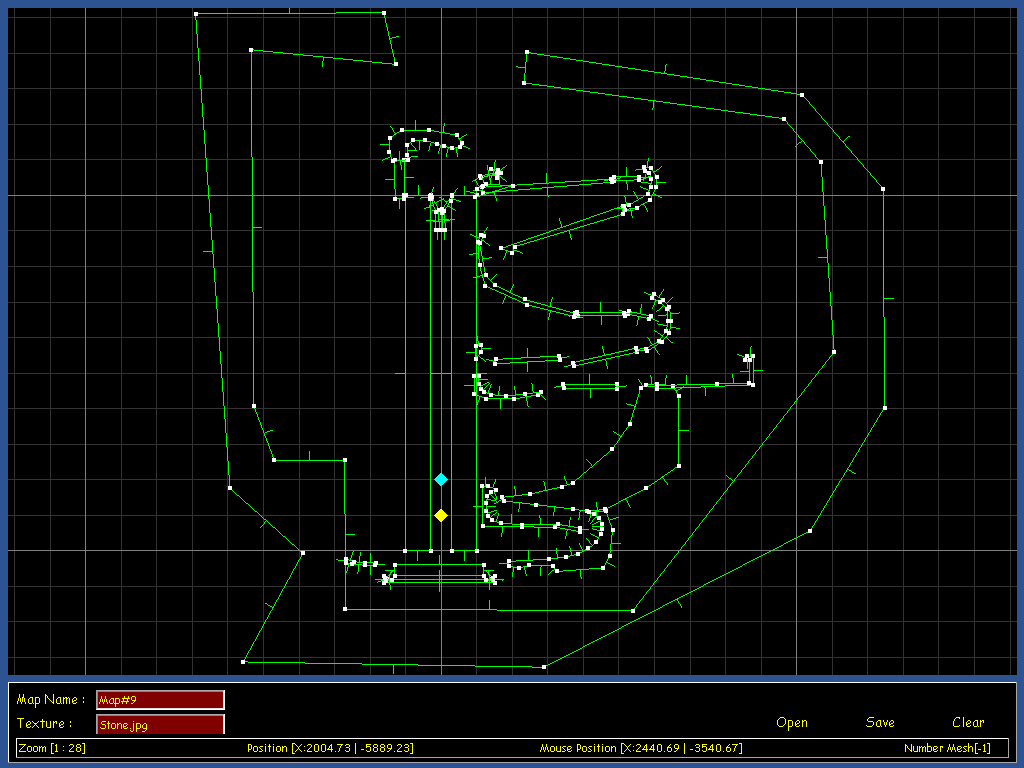 Map Name : Map#9
Texture : Stone.jpg
Open Save Clear
Zoom [1 : 28] Position [X:2004.73 | -5889.23] Mouse Position [X:2440.69 | -3540.67] Number Mesh[-1]